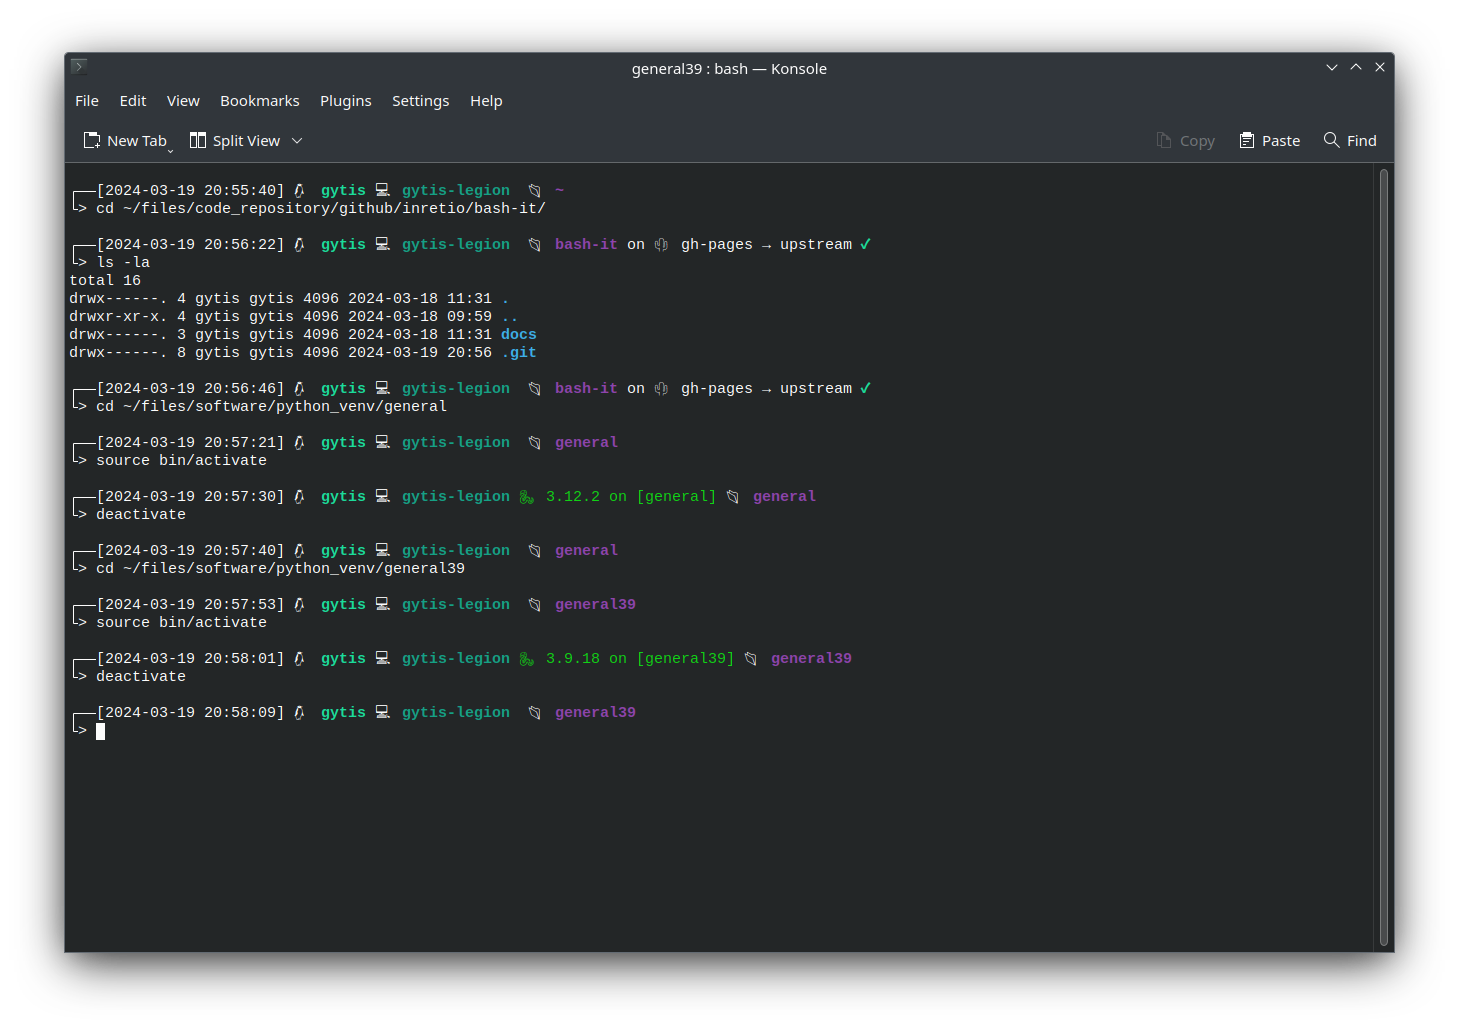 general39 : bash — Konsole
File Edit View Bookmarks Plugins Settings Help
New Tab Split View Copy Paste Find
┌──[2024-03-19 20:55:40] 🐧 gytis 💻 gytis-legion 📁 ~
└> cd ~/files/code_repository/github/inretio/bash-it/
┌──[2024-03-19 20:56:22] 🐧 gytis 💻 gytis-legion 📁 bash-it on 🌵 gh-pages → upstream ✓
└> ls -la
total 16
drwx------. 4 gytis gytis 4096 2024-03-18 11:31 .
drwxr-xr-x. 4 gytis gytis 4096 2024-03-18 09:59 ..
drwx------. 3 gytis gytis 4096 2024-03-18 11:31 docs
drwx------. 8 gytis gytis 4096 2024-03-19 20:56 .git
┌──[2024-03-19 20:56:46] 🐧 gytis 💻 gytis-legion 📁 bash-it on 🌵 gh-pages → upstream ✓
└> cd ~/files/software/python_venv/general
┌──[2024-03-19 20:57:21] 🐧 gytis 💻 gytis-legion 📁 general
└> source bin/activate
┌──[2024-03-19 20:57:30] 🐧 gytis 💻 gytis-legion 🐍 3.12.2 on [general] 📁 general
└> deactivate
┌──[2024-03-19 20:57:40] 🐧 gytis 💻 gytis-legion 📁 general
└> cd ~/files/software/python_venv/general39
┌──[2024-03-19 20:57:53] 🐧 gytis 💻 gytis-legion 📁 general39
└> source bin/activate
┌──[2024-03-19 20:58:01] 🐧 gytis 💻 gytis-legion 🐍 3.9.18 on [general39] 📁 general39
└> deactivate
┌──[2024-03-19 20:58:09] 🐧 gytis 💻 gytis-legion 📁 general39
└>